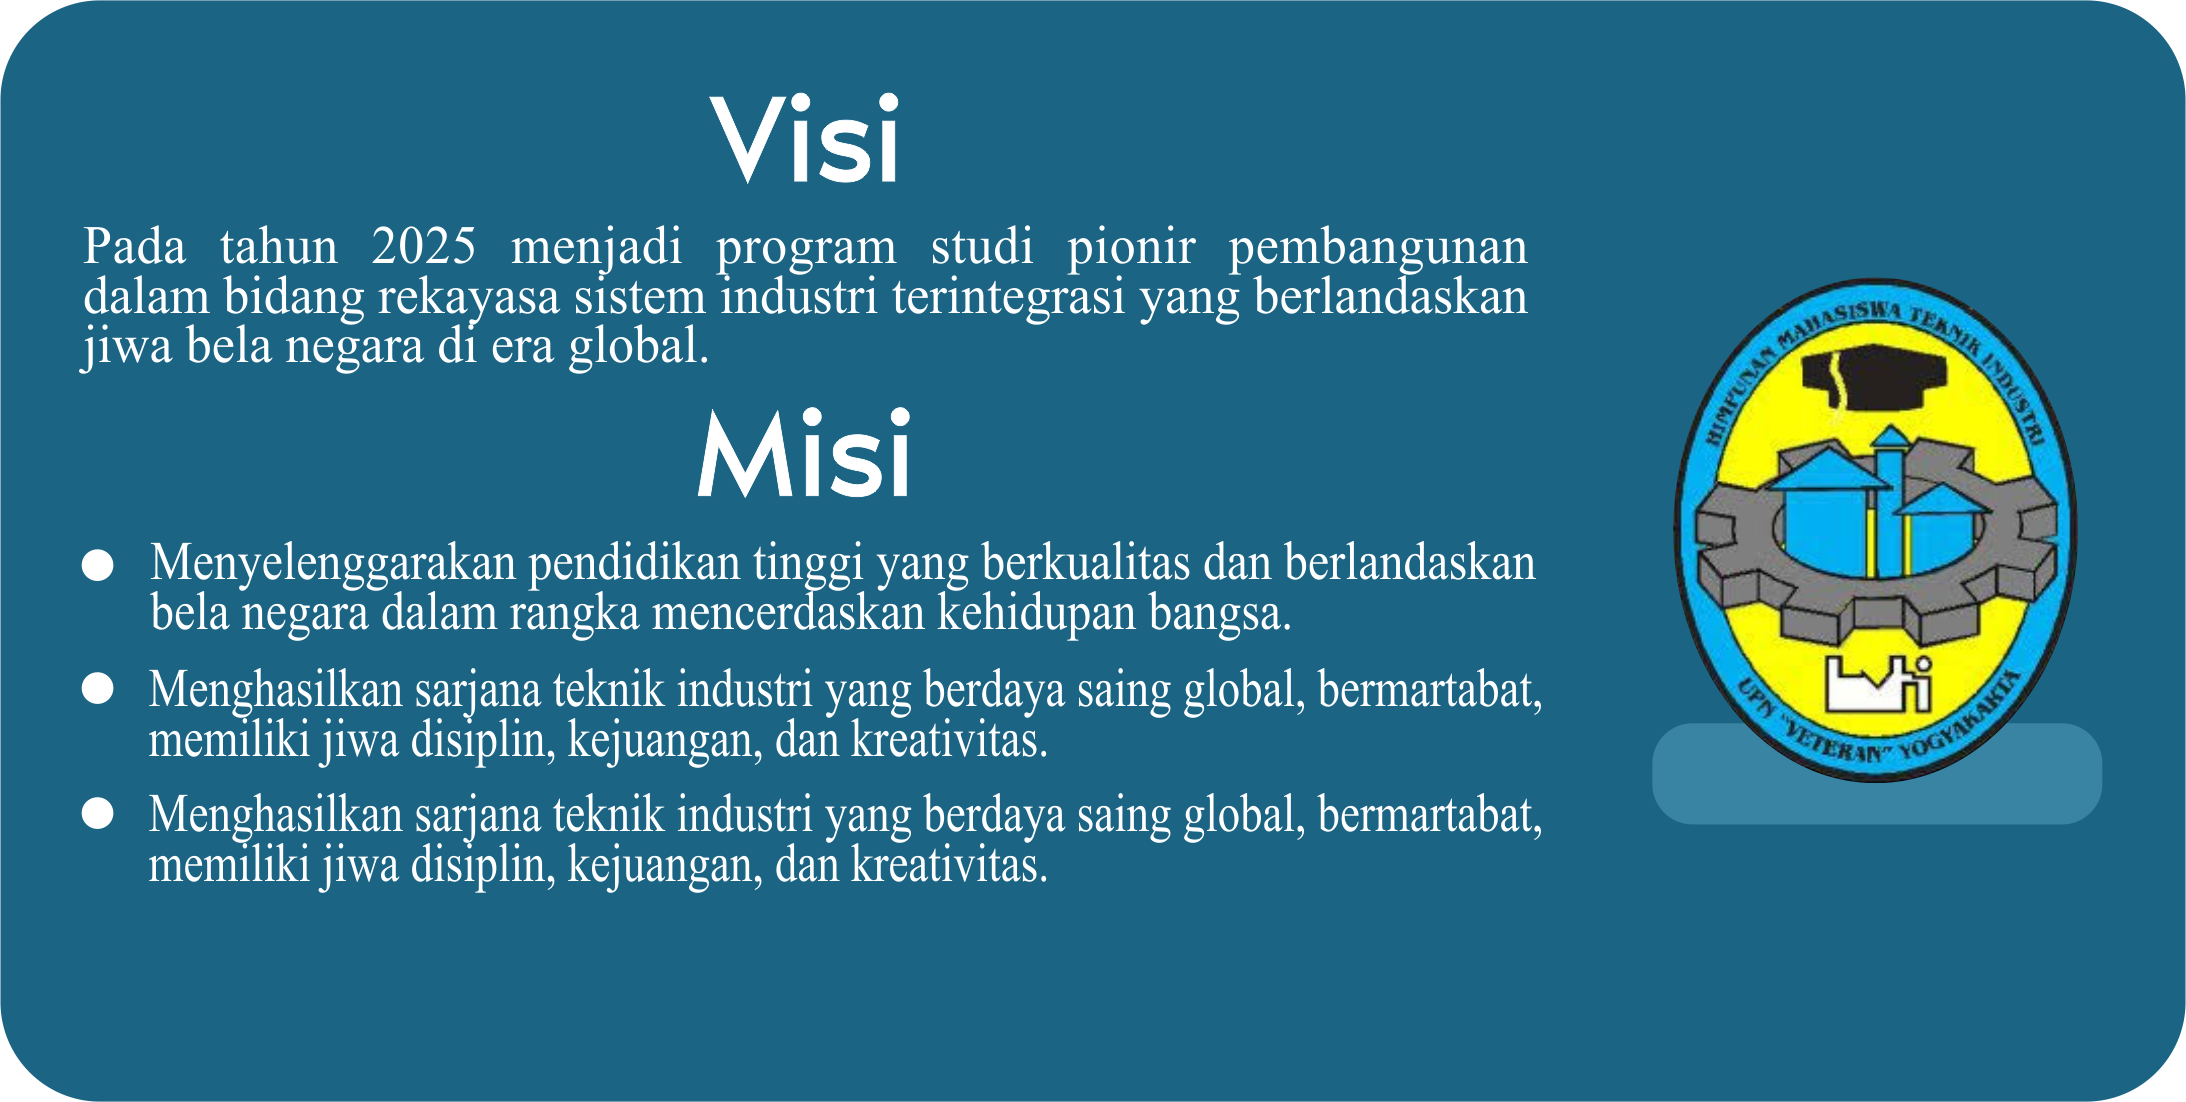 Visi
Pada tahun 2025 menjadi program studi pionir pembangunan
dalam bidang rekayasa sistem industri terintegrasi yang berlandaskan
jiwa bela negara di era global.
Misi
Menyelenggarakan pendidikan tinggi yang berkualitas dan berlandaskan
bela negara dalam rangka mencerdaskan kehidupan bangsa.
Menghasilkan sarjana teknik industri yang berdaya saing global, bermartabat,
memiliki jiwa disiplin, kejuangan, dan kreativitas.
Menghasilkan sarjana teknik industri yang berdaya saing global, bermartabat,
memiliki jiwa disiplin, kejuangan, dan kreativitas.
HIMPUNAN MAHASISWA TEKNIK INDUSTRI
UPN "VETERAN" YOGYAKARTA